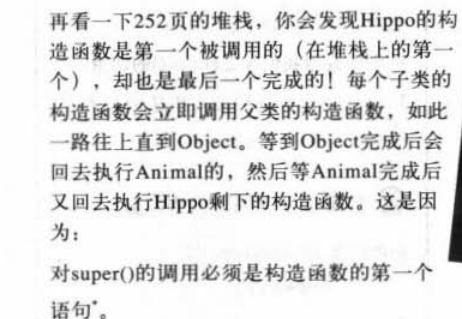 再看一下252页的堆栈，你会发现Hippo的构
造函数是第一个被调用的（在堆栈上的第一
个），却也是最后一个完成的！每个子类的
构造函数会立即调用父类的构造函数，如此
一路往上直到Object。等到Object完成后会
回去执行Animal的，然后等Animal完成后
又回去执行Hippo剩下的构造函数。这是因
为：
对super()的调用必须是构造函数的第一个
语句*。